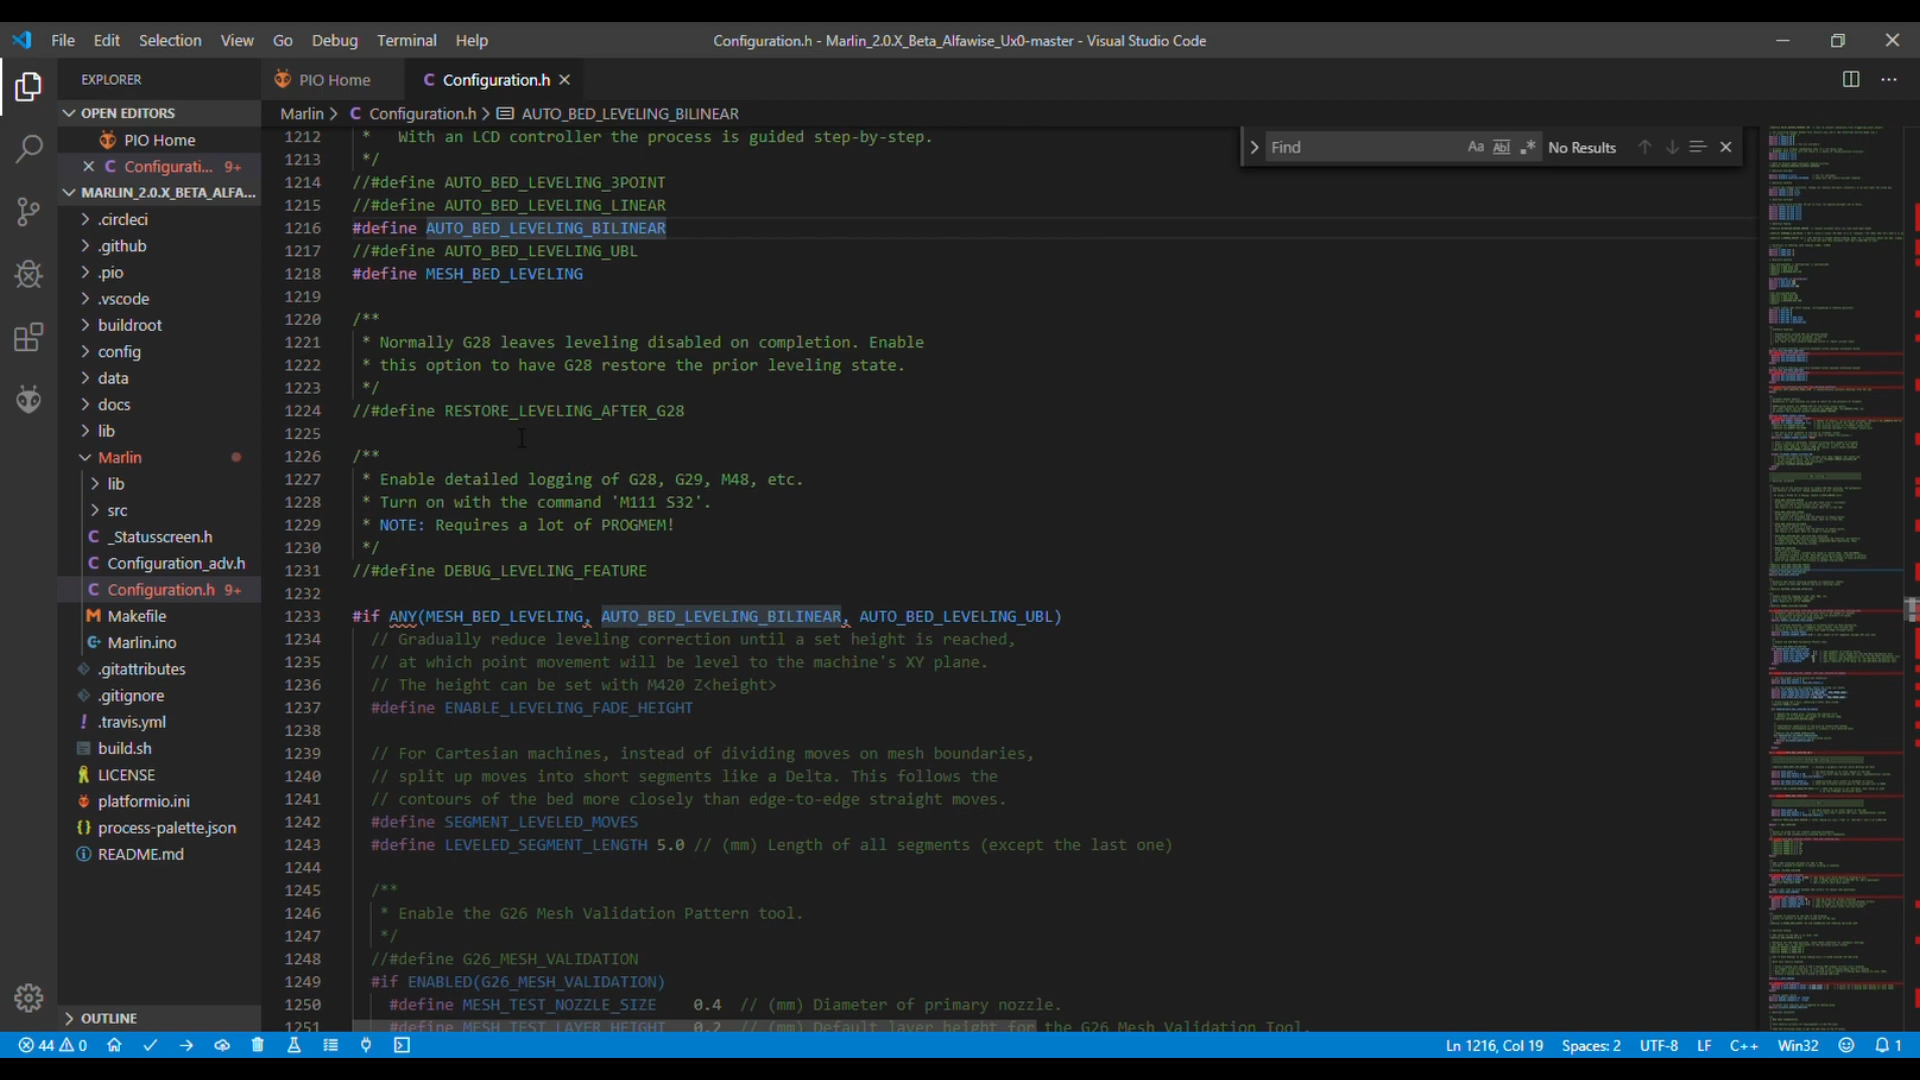 File Edit Selection View Go Debug Terminal Help
Configuration.h - Marlin_2.0.X_Beta_Alfawise_Ux0-master - Visual Studio Code
EXPLORER
PIO Home
C Configuration.h
OPEN EDITORS
PIO Home
C Configurati... 9+
MARLIN_2.0.X_BETA_ALFA...
.circleci
.github
.pio
.vscode
buildroot
config
data
docs
lib
Marlin
lib
src
C _Statusscreen.h
C Configuration_adv.h
C Configuration.h 9+
M Makefile
Marlin.ino
.gitattributes
.gitignore
! .travis.yml
build.sh
LICENSE
platformio.ini
{} process-palette.json
README.md
OUTLINE
Marlin > C Configuration.h > AUTO_BED_LEVELING_BILINEAR
Find Aa Abl .* No Results
1212 *   With an LCD controller the process is guided step-by-step.
1213 */
1214 //#define AUTO_BED_LEVELING_3POINT
1215 //#define AUTO_BED_LEVELING_LINEAR
1216 #define AUTO_BED_LEVELING_BILINEAR
1217 //#define AUTO_BED_LEVELING_UBL
1218 #define MESH_BED_LEVELING
1219
1220 /**
1221 * Normally G28 leaves leveling disabled on completion. Enable
1222 * this option to have G28 restore the prior leveling state.
1223 */
1224 //#define RESTORE_LEVELING_AFTER_G28
1225
1226 /**
1227 * Enable detailed logging of G28, G29, M48, etc.
1228 * Turn on with the command 'M111 S32'.
1229 * NOTE: Requires a lot of PROGMEM!
1230 */
1231 //#define DEBUG_LEVELING_FEATURE
1232
1233 #if ANY(MESH_BED_LEVELING, AUTO_BED_LEVELING_BILINEAR, AUTO_BED_LEVELING_UBL)
1234 // Gradually reduce leveling correction until a set height is reached,
1235 // at which point movement will be level to the machine's XY plane.
1236 // The height can be set with M420 Z<height>
1237 #define ENABLE_LEVELING_FADE_HEIGHT
1238
1239 // For Cartesian machines, instead of dividing moves on mesh boundaries,
1240 // split up moves into short segments like a Delta. This follows the
1241 // contours of the bed more closely than edge-to-edge straight moves.
1242 #define SEGMENT_LEVELED_MOVES
1243 #define LEVELED_SEGMENT_LENGTH 5.0 // (mm) Length of all segments (except the last one)
1244
1245 /**
1246 * Enable the G26 Mesh Validation Pattern tool.
1247 */
1248 //#define G26_MESH_VALIDATION
1249 #if ENABLED(G26_MESH_VALIDATION)
1250 #define MESH_TEST_NOZZLE_SIZE 0.4 // (mm) Diameter of primary nozzle.
1251 #define MESH_TEST_LAYER_HEIGHT 0.2 // (mm) Default layer height for the G26 Mesh Validation Tool.
44 0
Ln 1216, Col 19 Spaces: 2 UTF-8 LF C++ Win32 1